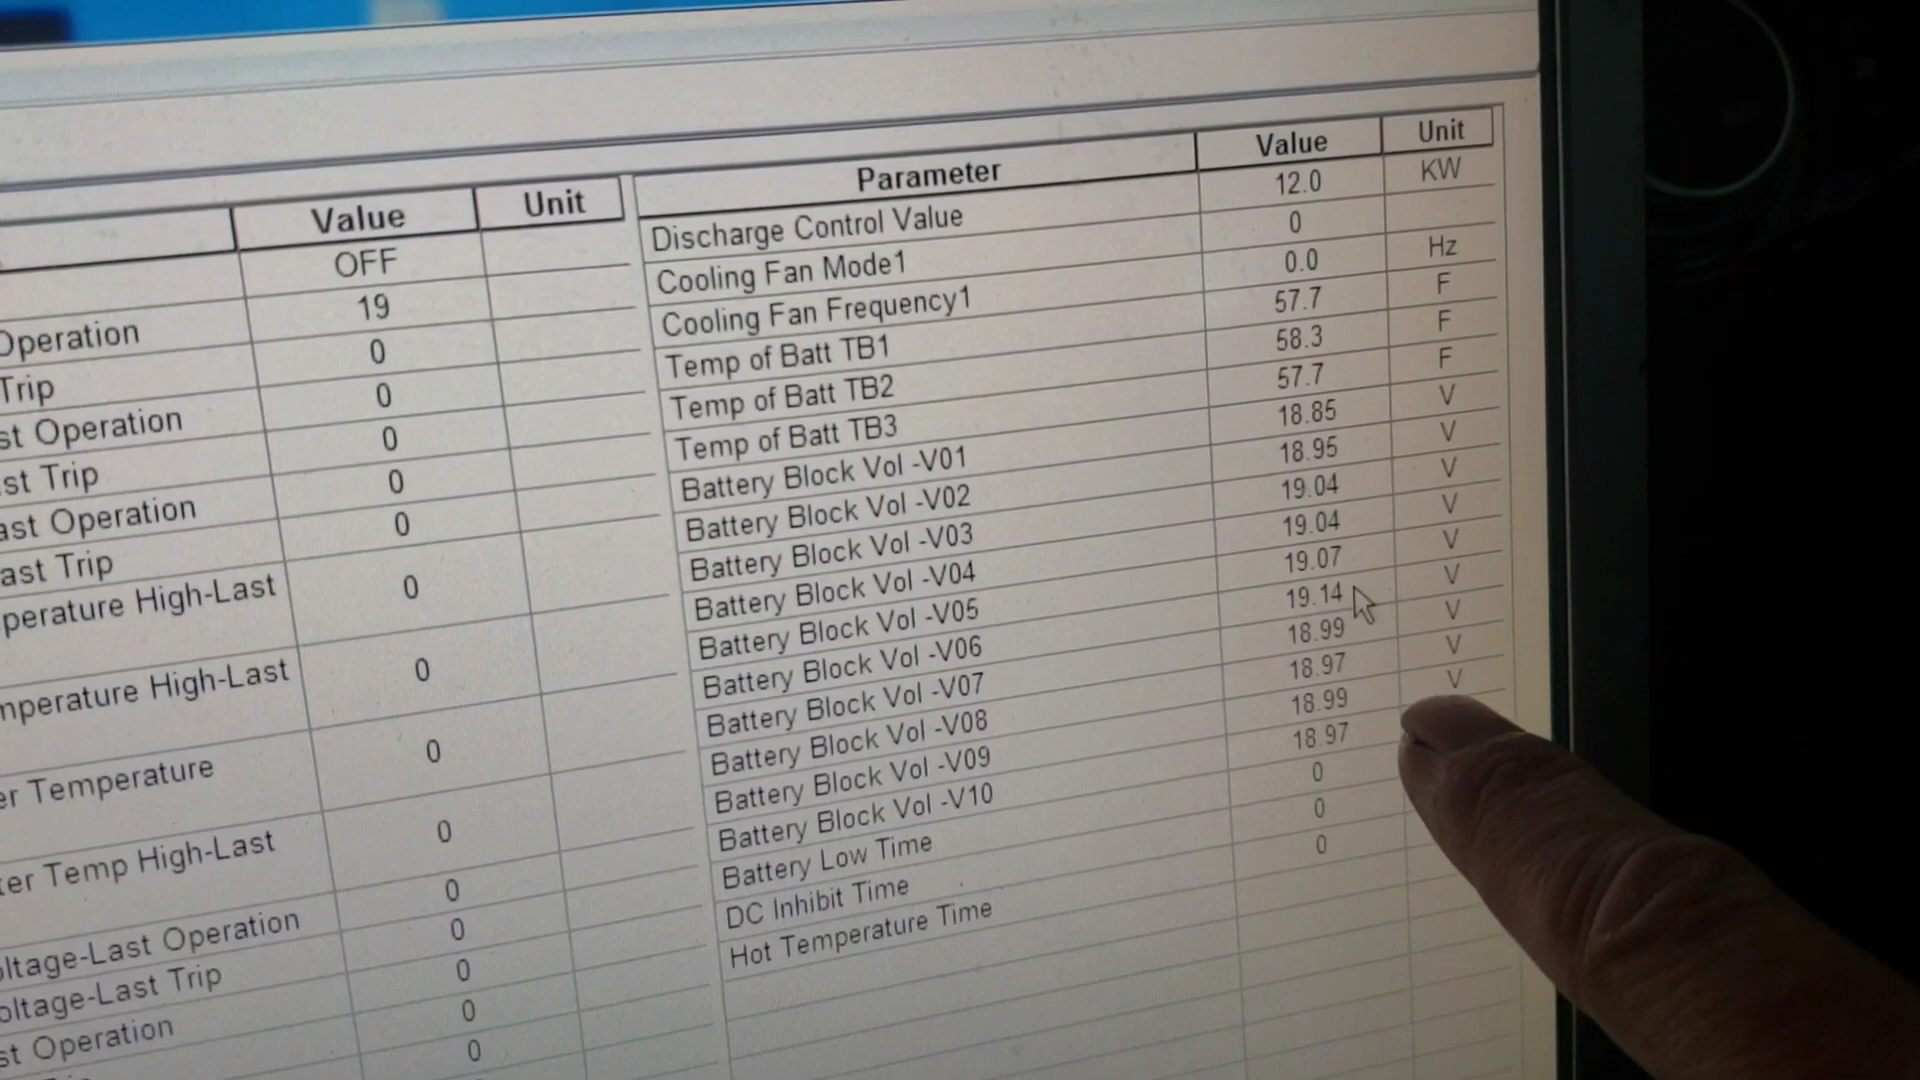 Value Unit
OFF
Operation 19
Trip 0
st Operation 0
st Trip 0
ast Operation 0
ast Trip 0
perature High-Last 0
mperature High-Last 0
er Temperature 0
ter Temp High-Last 0
oltage-Last Operation 0
oltage-Last Trip 0
st Operation 0
0
0
Parameter Value Unit
Discharge Control Value 12.0 KW
Cooling Fan Mode1 0
Cooling Fan Frequency1 0.0 Hz
Temp of Batt TB1 57.7 F
Temp of Batt TB2 58.3 F
Temp of Batt TB3 57.7 F
Battery Block Vol -V01 18.85 V
Battery Block Vol -V02 18.95 V
Battery Block Vol -V03 19.04 V
Battery Block Vol -V04 19.04 V
Battery Block Vol -V05 19.07 V
Battery Block Vol -V06 19.14 V
Battery Block Vol -V07 18.99 V
Battery Block Vol -V08 18.97 V
Battery Block Vol -V09 18.99 V
Battery Block Vol -V10 18.97
Battery Low Time 0
DC Inhibit Time 0
Hot Temperature Time 0